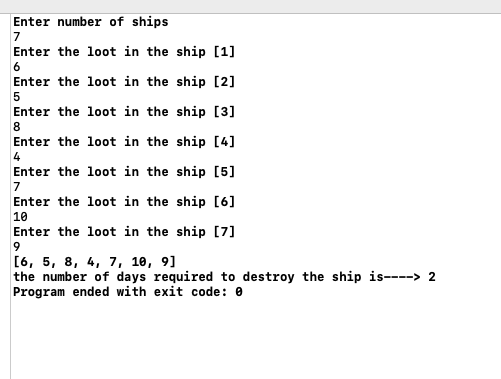 Enter number of ships
7
Enter the loot in the ship [1]
6
Enter the loot in the ship [2]
5
Enter the loot in the ship [3]
8
Enter the loot in the ship [4]
4
Enter the loot in the ship [5]
7
Enter the loot in the ship [6]
10
Enter the loot in the ship [7]
9
[6, 5, 8, 4, 7, 10, 9]
the number of days required to destroy the ship is----> 2
Program ended with exit code: 0